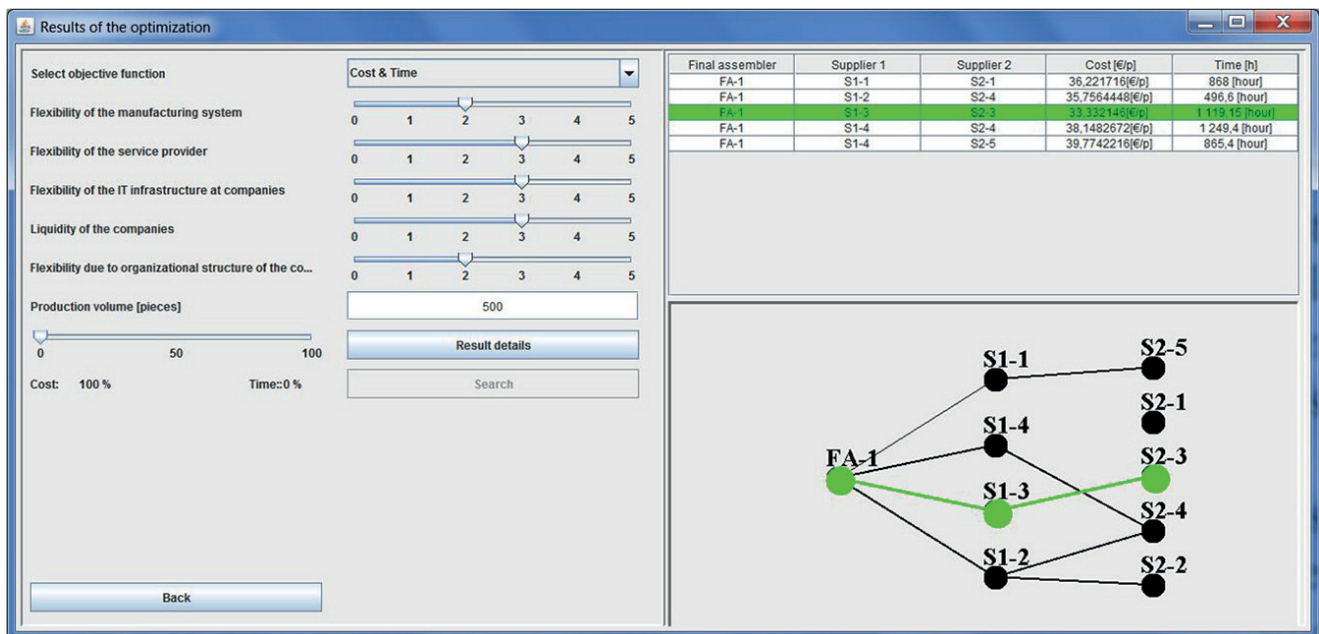 Results of the optimization
Select objective function
Cost & Time
Flexibility of the manufacturing system
0 1 2 3 4 5
Flexibility of the service provider
0 1 2 3 4 5
Flexibility of the IT infrastructure at companies
0 1 2 3 4 5
Liquidity of the companies
0 1 2 3 4 5
Flexibility due to organizational structure of the co...
0 1 2 3 4 5
Production volume [pieces]
500
0 50 100
Result details
Cost: 100 % Time::0 %
Search
Back
Final assembler Supplier 1 Supplier 2 Cost [€/p] Time [h]
FA-1 S1-1 S2-1 36,221716[€/p] 868 [hour]
FA-1 S1-2 S2-4 35,7564448[€/p] 496,6 [hour]
FA-1 S1-3 S2-3 33,332146[€/p] 1 119,15 [hour]
FA-1 S1-4 S2-4 38,1482672[€/p] 1 249,4 [hour]
FA-1 S1-4 S2-5 39,7742216[€/p] 865,4 [hour]
S1-1 S2-5
S2-1
S1-4
FA-1 S2-3
S1-3
S2-4
S1-2
S2-2